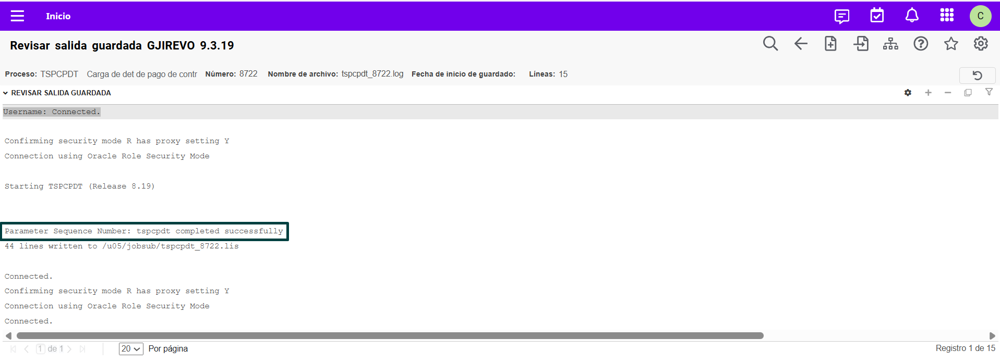 Inicio
C
Revisar salida guardada GJIREVO 9.3.19
Proceso: TSPCPDT Carga de det de pago de contr Número: 8722 Nombre de archivo: tspcpdt_8722.log Fecha de inicio de guardado: Líneas: 15
REVISAR SALIDA GUARDADA
Username: Connected.
Confirming security mode R has proxy setting Y
Connection using Oracle Role Security Mode
Starting TSPCPDT (Release 8.19)
Parameter Sequence Number: tspcpdt completed successfully
44 lines written to /u05/jobsub/tspcpdt_8722.lis
Connected.
Confirming security mode R has proxy setting Y
Connection using Oracle Role Security Mode
Connected.
1 de 1 20 Por página Registro 1 de 15